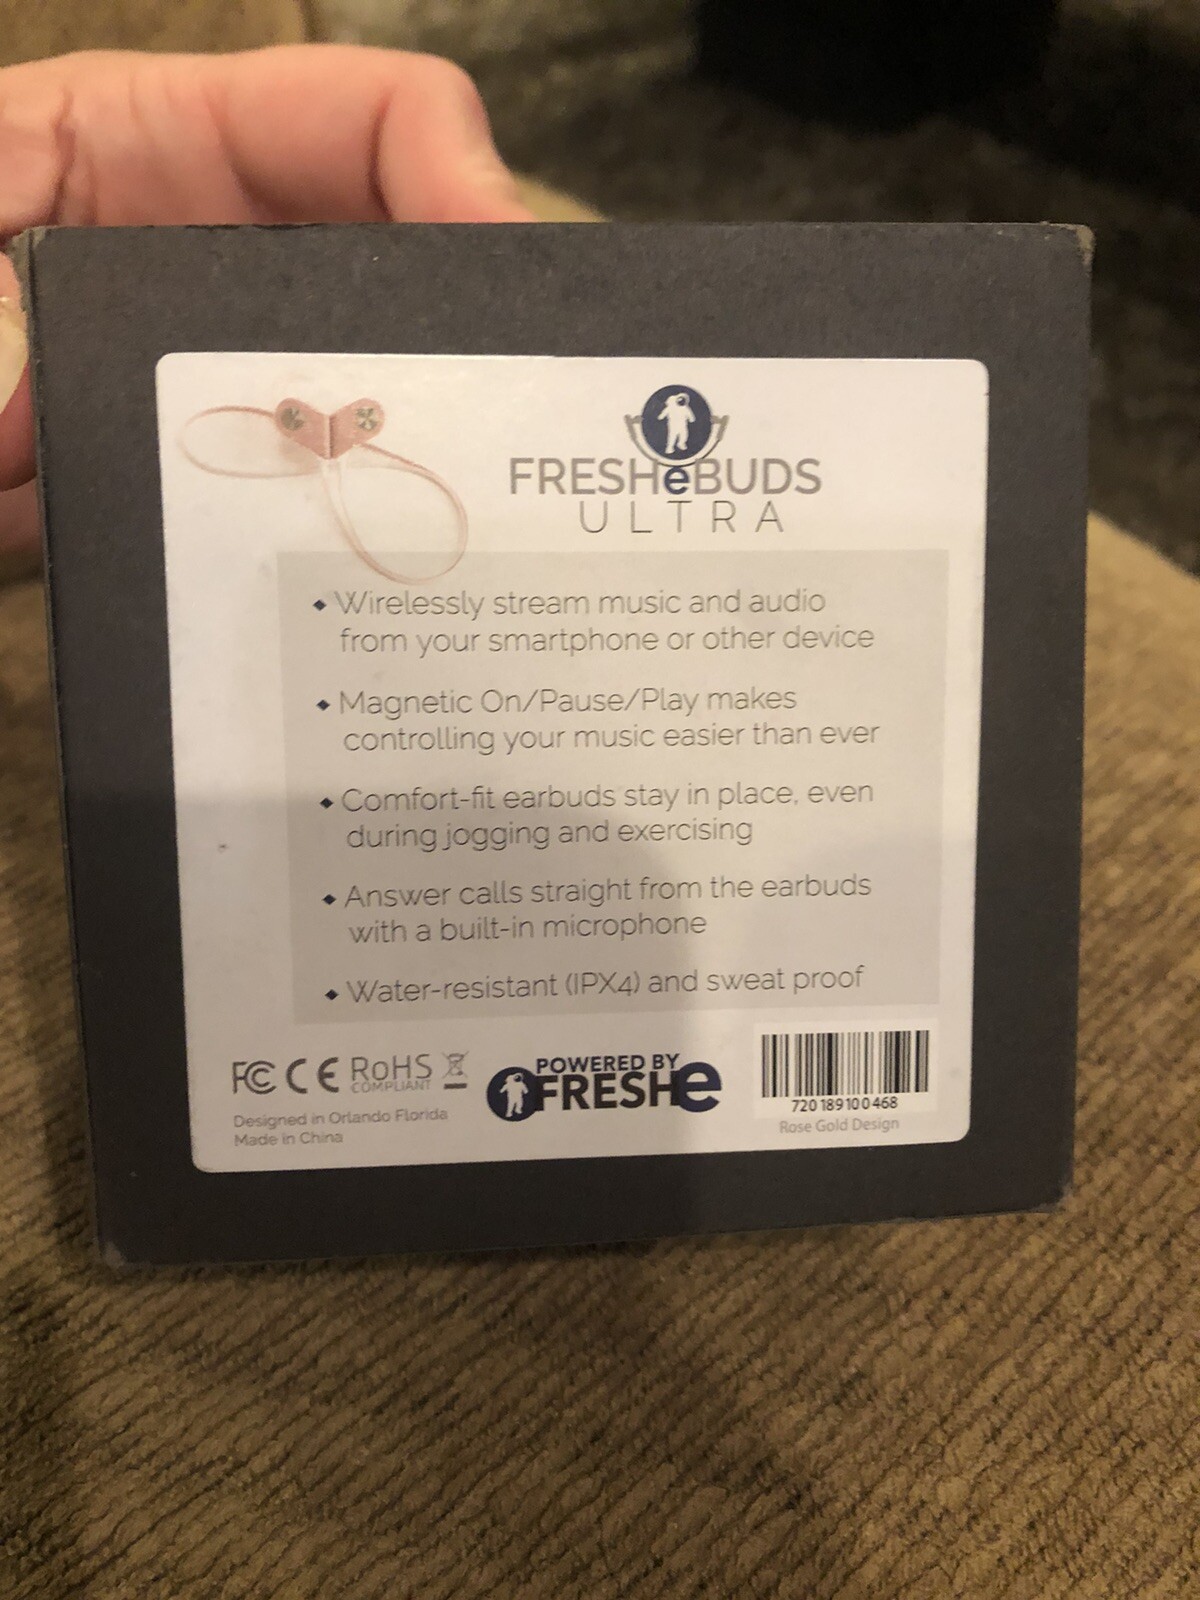 FRESHeBUDS
ULTRA
◆ Wirelessly stream music and audio
from your smartphone or other device
◆ Magnetic On/Pause/Play makes
controlling your music easier than ever
◆ Comfort-fit earbuds stay in place, even
during jogging and exercising
◆ Answer calls straight from the earbuds
with a built-in microphone
◆ Water-resistant (IPX4) and sweat proof
FC CE RoHS
COMPLIANT
Designed in Orlando Florida
Made in China
POWERED BY
FRESHe
720189100468
Rose Gold Design